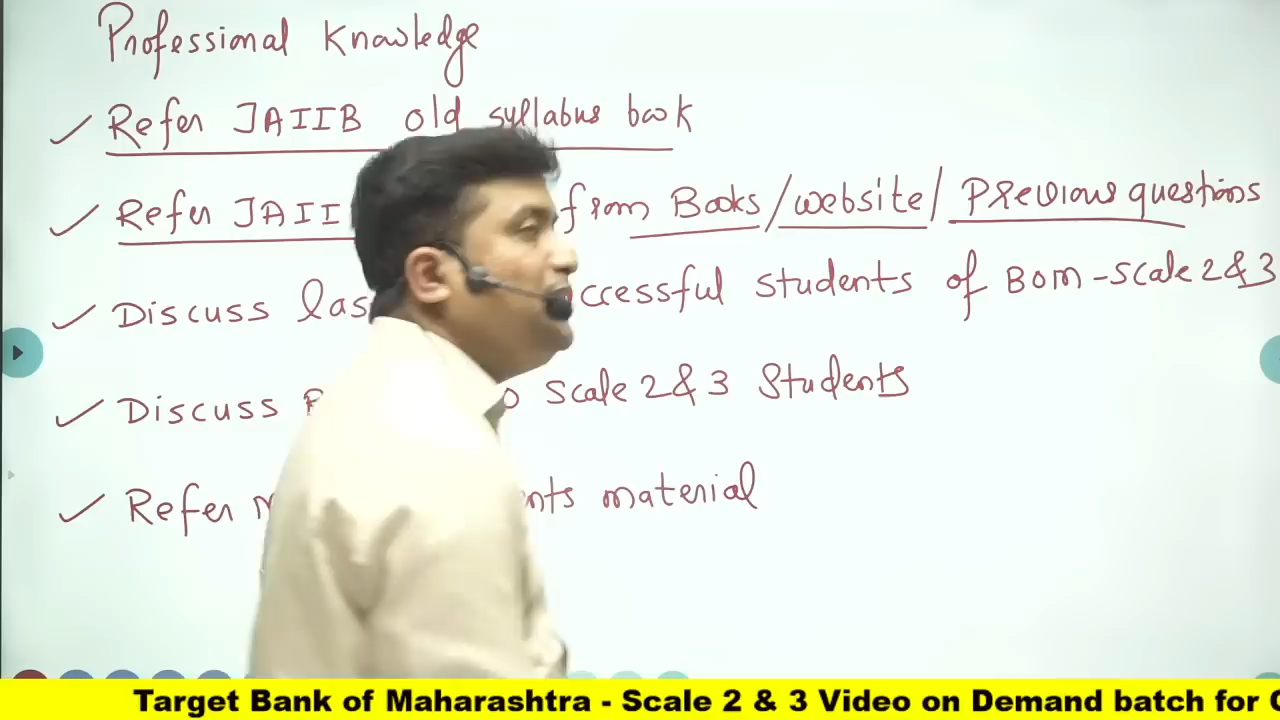 Professional Knowledge
Refer JAIIB old syllabus book
Refer JAII from Books/website/Previous questions
Discuss las ccessful students of BOM-Scale 2 & 3
Discuss Scale 2 & 3 Students
Refer nts material
Target Bank of Maharashtra - Scale 2 & 3 Video on Demand batch for